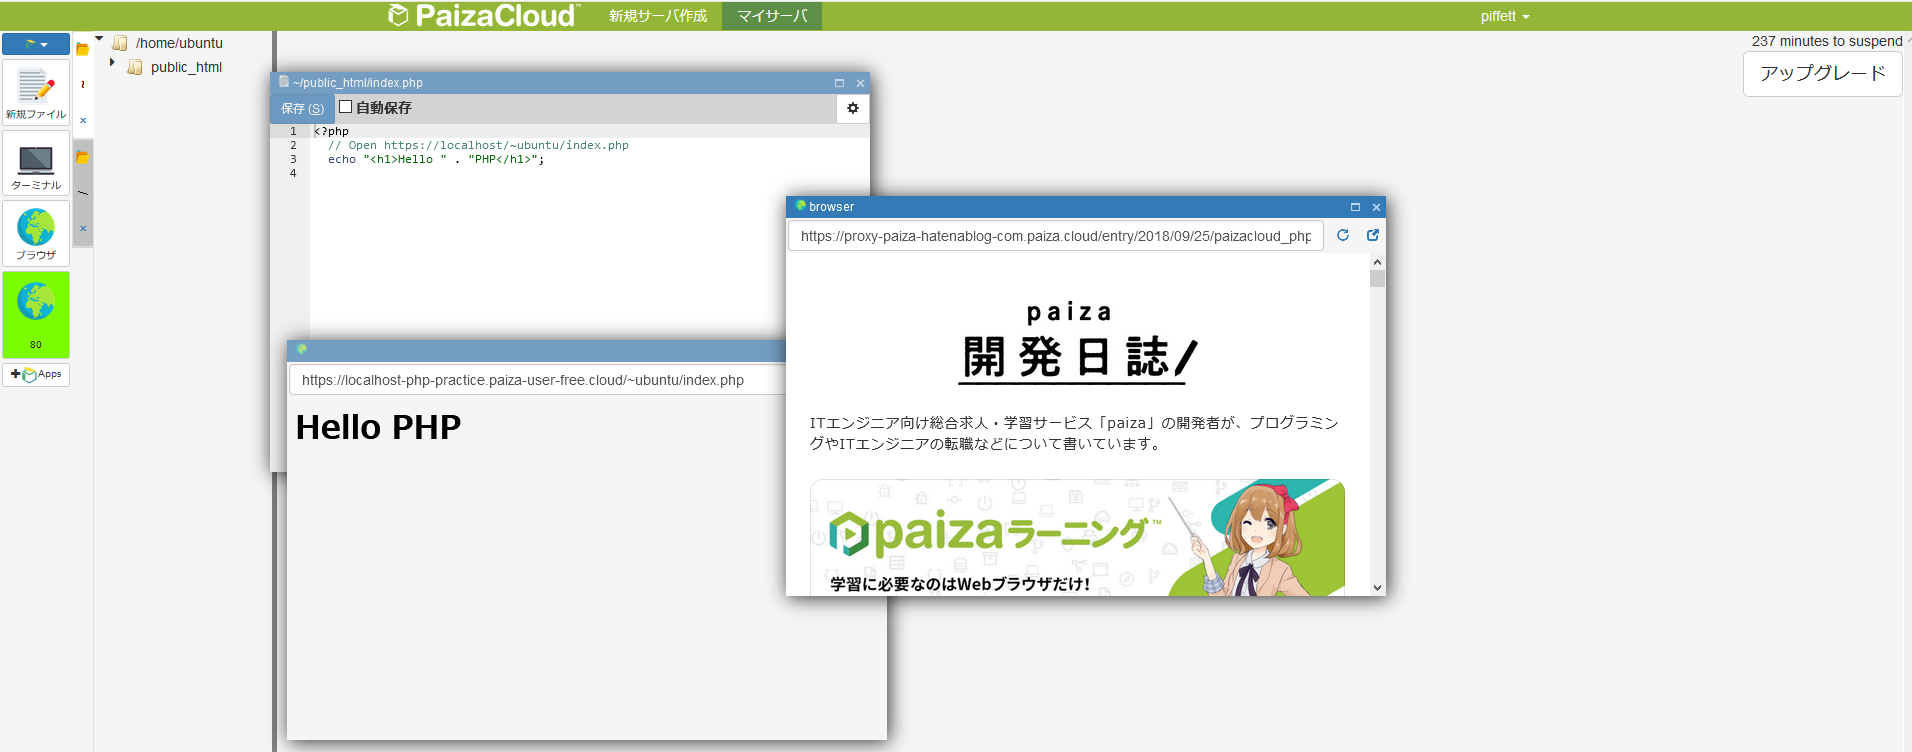 PaizaCloud™
新規サーバ作成
マイサーバ
piffett
237 minutes to suspend
アップグレード
新規ファイル
ターミナル
ブラウザ
80
Apps
~
×
/
×
/home/ubuntu
public_html
~/public_html/index.php
保存 (S)
自動保存
1 <?php
2 // Open https://localhost/~ubuntu/index.php
3 echo "<h1>Hello " . "PHP</h1>";
4
https://localhost-php-practice.paiza-user-free.cloud/~ubuntu/index.php
Hello PHP
browser
https://proxy-paiza-hatenablog-com.paiza.cloud/entry/2018/09/25/paizacloud_php
paiza
開発日誌
ITエンジニア向け総合求人・学習サービス「paiza」の開発者が、プログラミン
グやITエンジニアの転職などについて書いています。
paizaラーニング™
学習に必要なのはWebブラウザだけ!